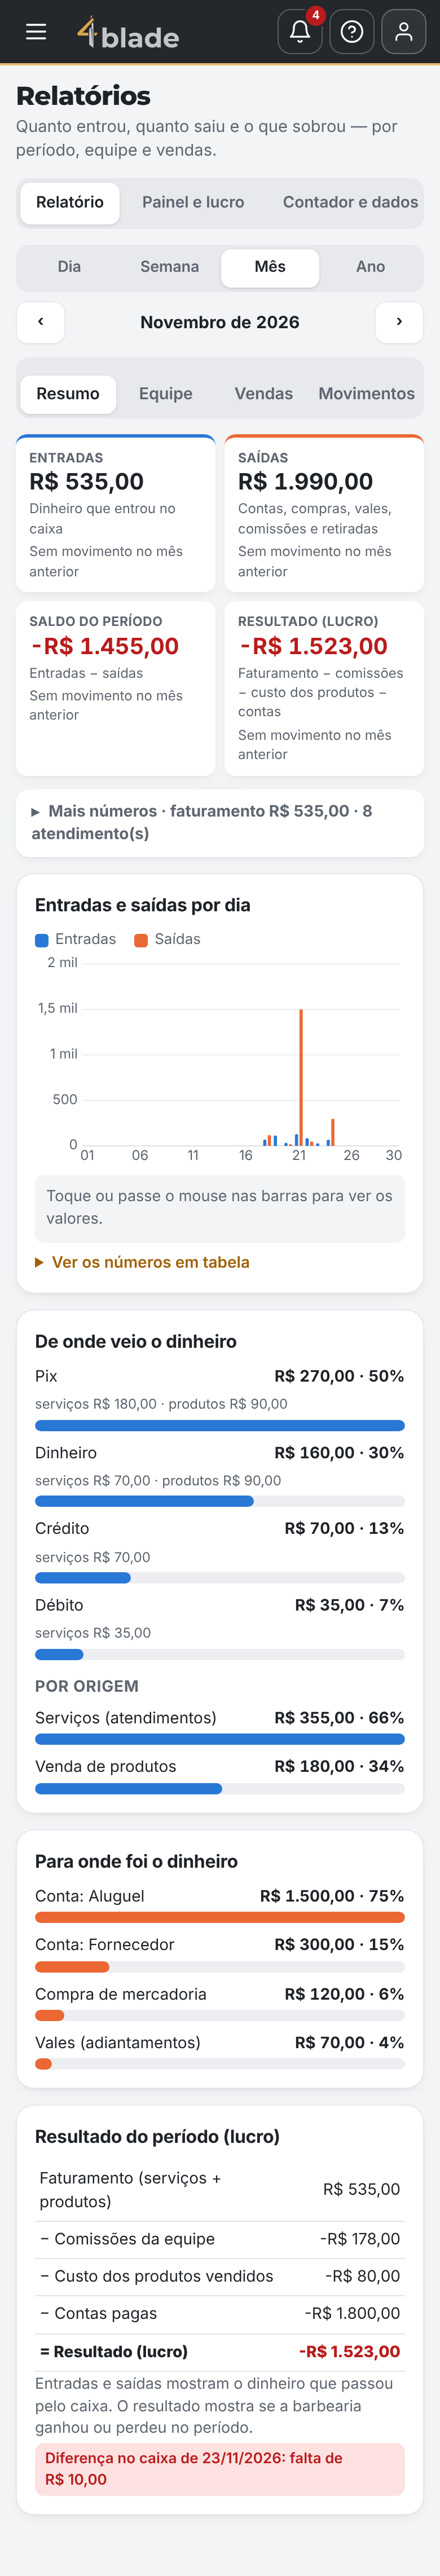 4blade
4
Relatórios
Quanto entrou, quanto saiu e o que sobrou — por
período, equipe e vendas.
Relatório Painel e lucro Contador e dados
Dia Semana Mês Ano
‹ Novembro de 2026 ›
Resumo Equipe Vendas Movimentos
ENTRADAS
R$ 535,00
Dinheiro que entrou no
caixa
Sem movimento no mês
anterior
SAÍDAS
R$ 1.990,00
Contas, compras, vales,
comissões e retiradas
Sem movimento no mês
anterior
SALDO DO PERÍODO
-R$ 1.455,00
Entradas − saídas
Sem movimento no mês
anterior
RESULTADO (LUCRO)
-R$ 1.523,00
Faturamento − comissões
− custo dos produtos −
contas
Sem movimento no mês
anterior
▸ Mais números · faturamento R$ 535,00 · 8
atendimento(s)
Entradas e saídas por dia
Entradas Saídas
2 mil
1,5 mil
1 mil
500
0
01 06 11 16 21 26 30
Toque ou passe o mouse nas barras para ver os
valores.
▶ Ver os números em tabela
De onde veio o dinheiro
Pix R$ 270,00 · 50%
serviços R$ 180,00 · produtos R$ 90,00
Dinheiro R$ 160,00 · 30%
serviços R$ 70,00 · produtos R$ 90,00
Crédito R$ 70,00 · 13%
serviços R$ 70,00
Débito R$ 35,00 · 7%
serviços R$ 35,00
POR ORIGEM
Serviços (atendimentos) R$ 355,00 · 66%
Venda de produtos R$ 180,00 · 34%
Para onde foi o dinheiro
Conta: Aluguel R$ 1.500,00 · 75%
Conta: Fornecedor R$ 300,00 · 15%
Compra de mercadoria R$ 120,00 · 6%
Vales (adiantamentos) R$ 70,00 · 4%
Resultado do período (lucro)
Faturamento (serviços +
produtos) R$ 535,00
− Comissões da equipe -R$ 178,00
− Custo dos produtos vendidos -R$ 80,00
− Contas pagas -R$ 1.800,00
= Resultado (lucro) -R$ 1.523,00
Entradas e saídas mostram o dinheiro que passou
pelo caixa. O resultado mostra se a barbearia
ganhou ou perdeu no período.
Diferença no caixa de 23/11/2026: falta de
R$ 10,00